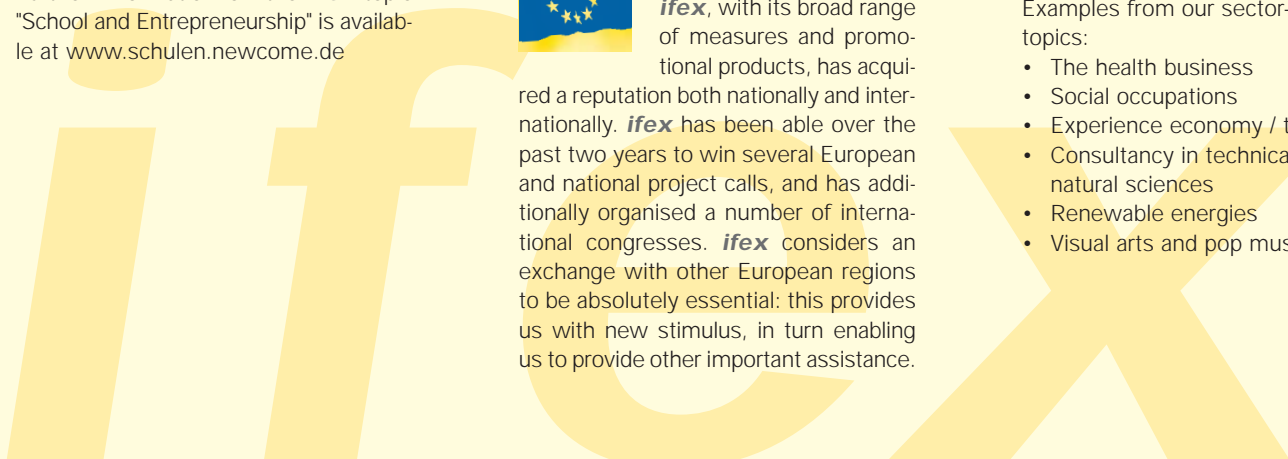 "School and Entrepreneurship" is availab-
le at www.schulen.newcome.de
ifex, with its broad range
of measures and promo-
tional products, has acqui-
red a reputation both nationally and inter-
nationally. ifex has been able over the
past two years to win several European
and national project calls, and has addi-
tionally organised a number of interna-
tional congresses. ifex considers an
exchange with other European regions
to be absolutely essential: this provides
us with new stimulus, in turn enabling
us to provide other important assistance.
Examples from our sector-
topics:
• The health business
• Social occupations
• Experience economy /
• Consultancy in
natural sciences
• Renewable energies
• Visual arts and pop
ifex